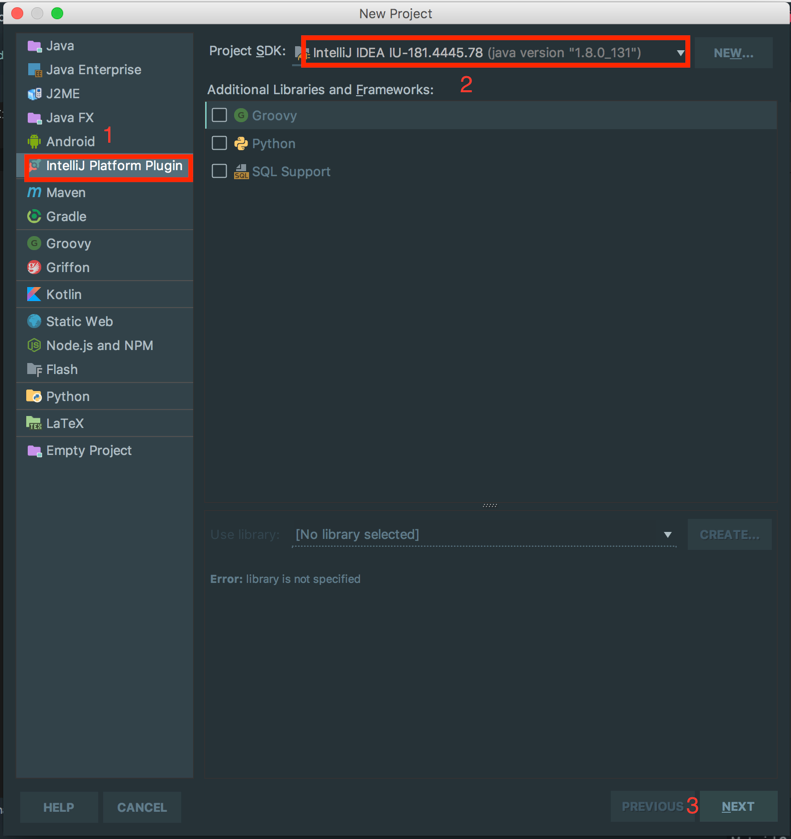 New Project
Java
Java Enterprise
J2ME
Java FX
Android
1
IntelliJ Platform Plugin
Maven
Gradle
Groovy
Griffon
Kotlin
Static Web
Node.js and NPM
Flash
Python
LaTeX
Empty Project
Project SDK:
IntelliJ IDEA IU-181.4445.78 (java version "1.8.0_131")
NEW...
2
Additional Libraries and Frameworks:
Groovy
Python
SQL Support
Use library:
[No library selected]
CREATE...
Error: library is not specified
HELP
CANCEL
PREVIOUS
3
NEXT